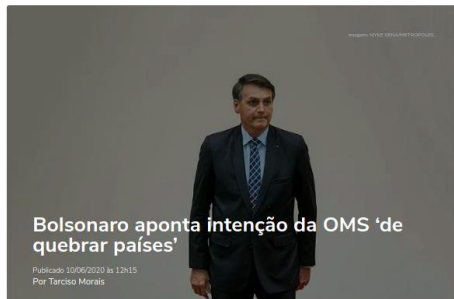 Bolsonaro aponta intenção da OMS ‘de
quebrar países’
Publicado 10/06/2020 às 12h15
Por Tarciso Morais